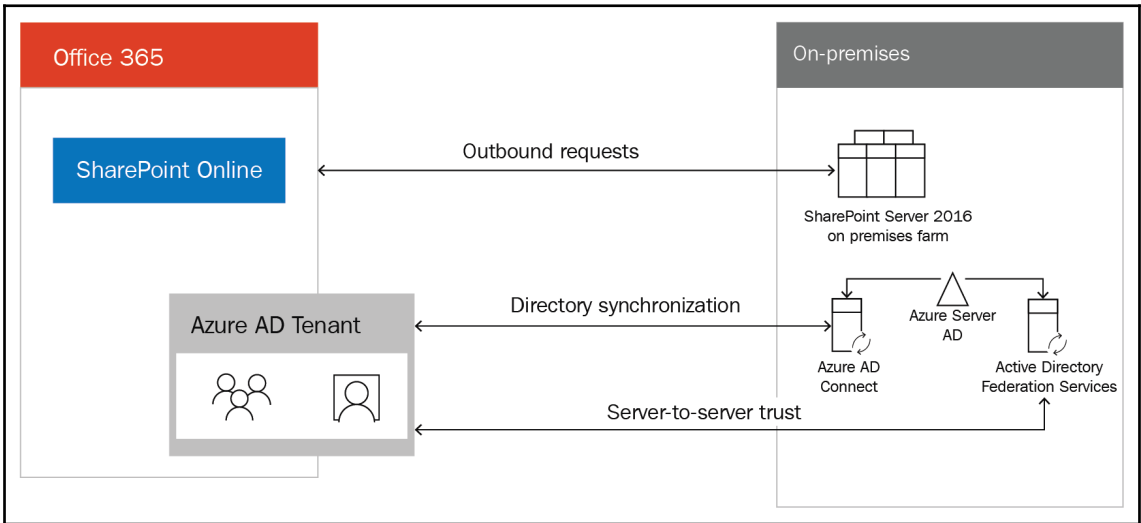 Office 365
On-premises
SharePoint Online
Outbound requests
SharePoint Server 2016
on premises farm
Azure AD Tenant
Directory synchronization
Azure Server
AD
Azure AD
Connect
Active Directory
Federation Services
Server-to-server trust